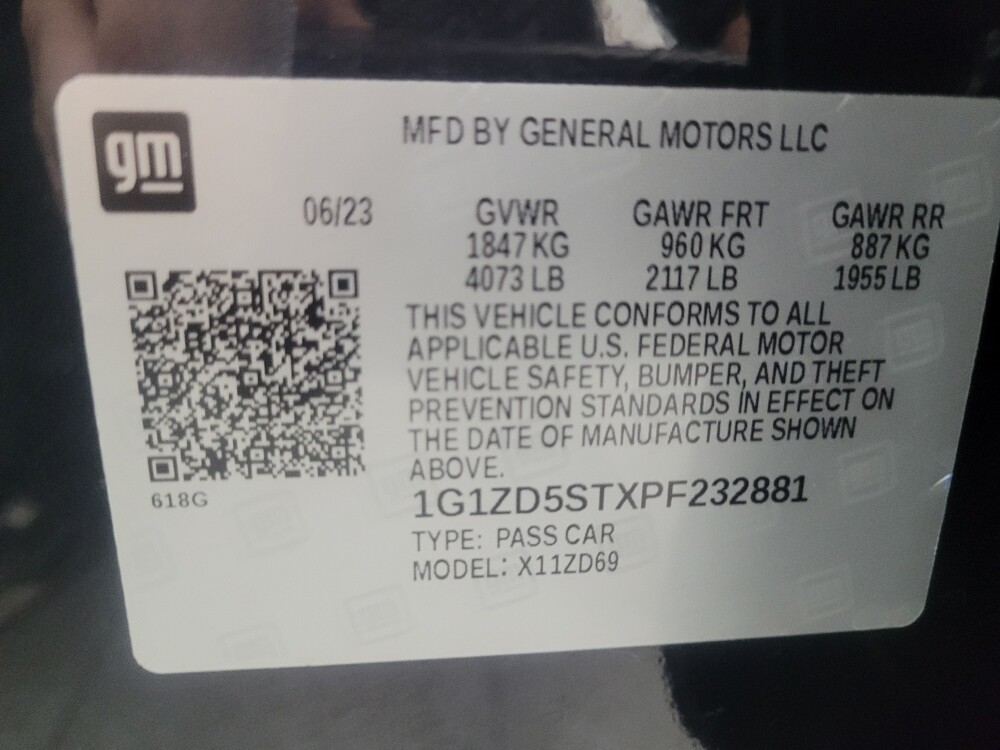 gm
MFD BY GENERAL MOTORS LLC
06/23 GVWR GAWR FRT GAWR RR
1847 KG 960 KG 887 KG
4073 LB 2117 LB 1955 LB
THIS VEHICLE CONFORMS TO ALL
APPLICABLE U.S. FEDERAL MOTOR
VEHICLE SAFETY, BUMPER, AND THEFT
PREVENTION STANDARDS IN EFFECT ON
THE DATE OF MANUFACTURE SHOWN
ABOVE.
618G
1G1ZD5STXPF232881
TYPE: PASS CAR
MODEL: X11ZD69